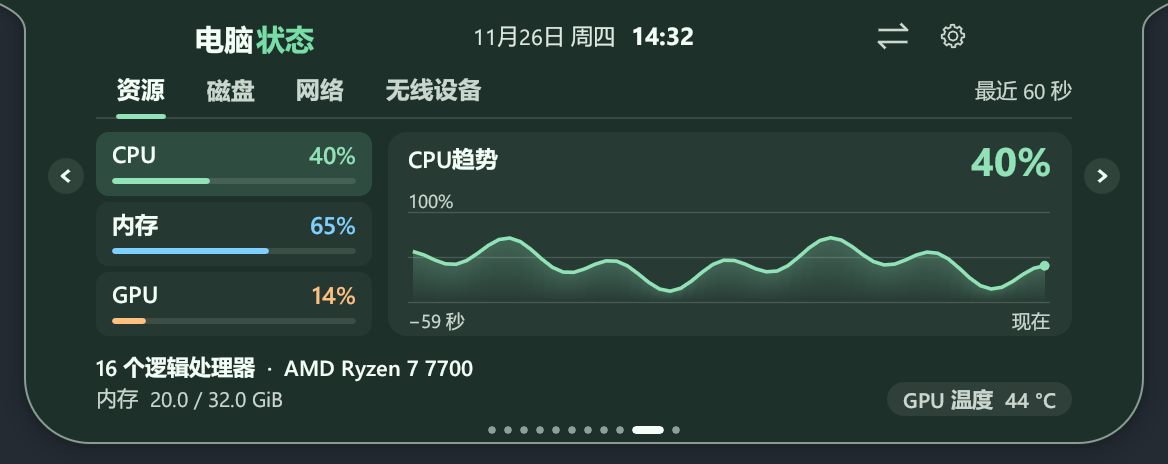 电脑状态 11月26日 周四 14:32
资源 磁盘 网络 无线设备 最近 60 秒
CPU 40%
内存 65%
GPU 14%
CPU趋势 40%
100%
−59 秒 现在
16 个逻辑处理器 · AMD Ryzen 7 7700
内存 20.0 / 32.0 GiB
GPU 温度 44 °C